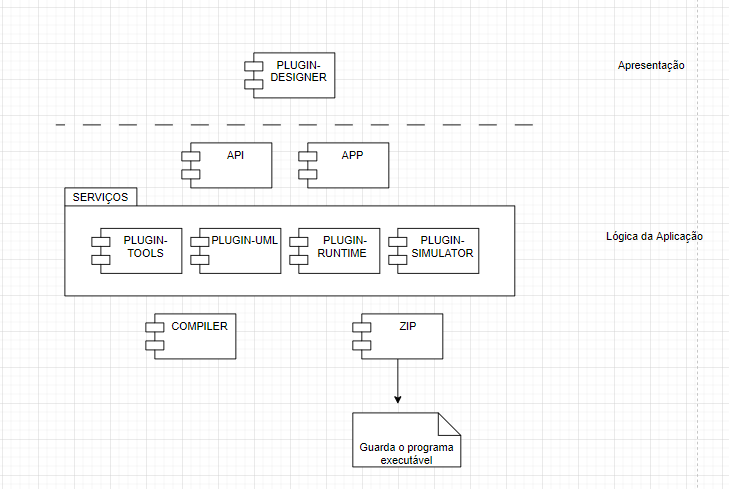 PLUGIN-
DESIGNER
Apresentação
API
APP
SERVIÇOS
PLUGIN-
TOOLS
PLUGIN-UML
PLUGIN-
RUNTIME
PLUGIN-
SIMULATOR
Lógica da Aplicação
COMPILER
ZIP
Guarda o programa
executável